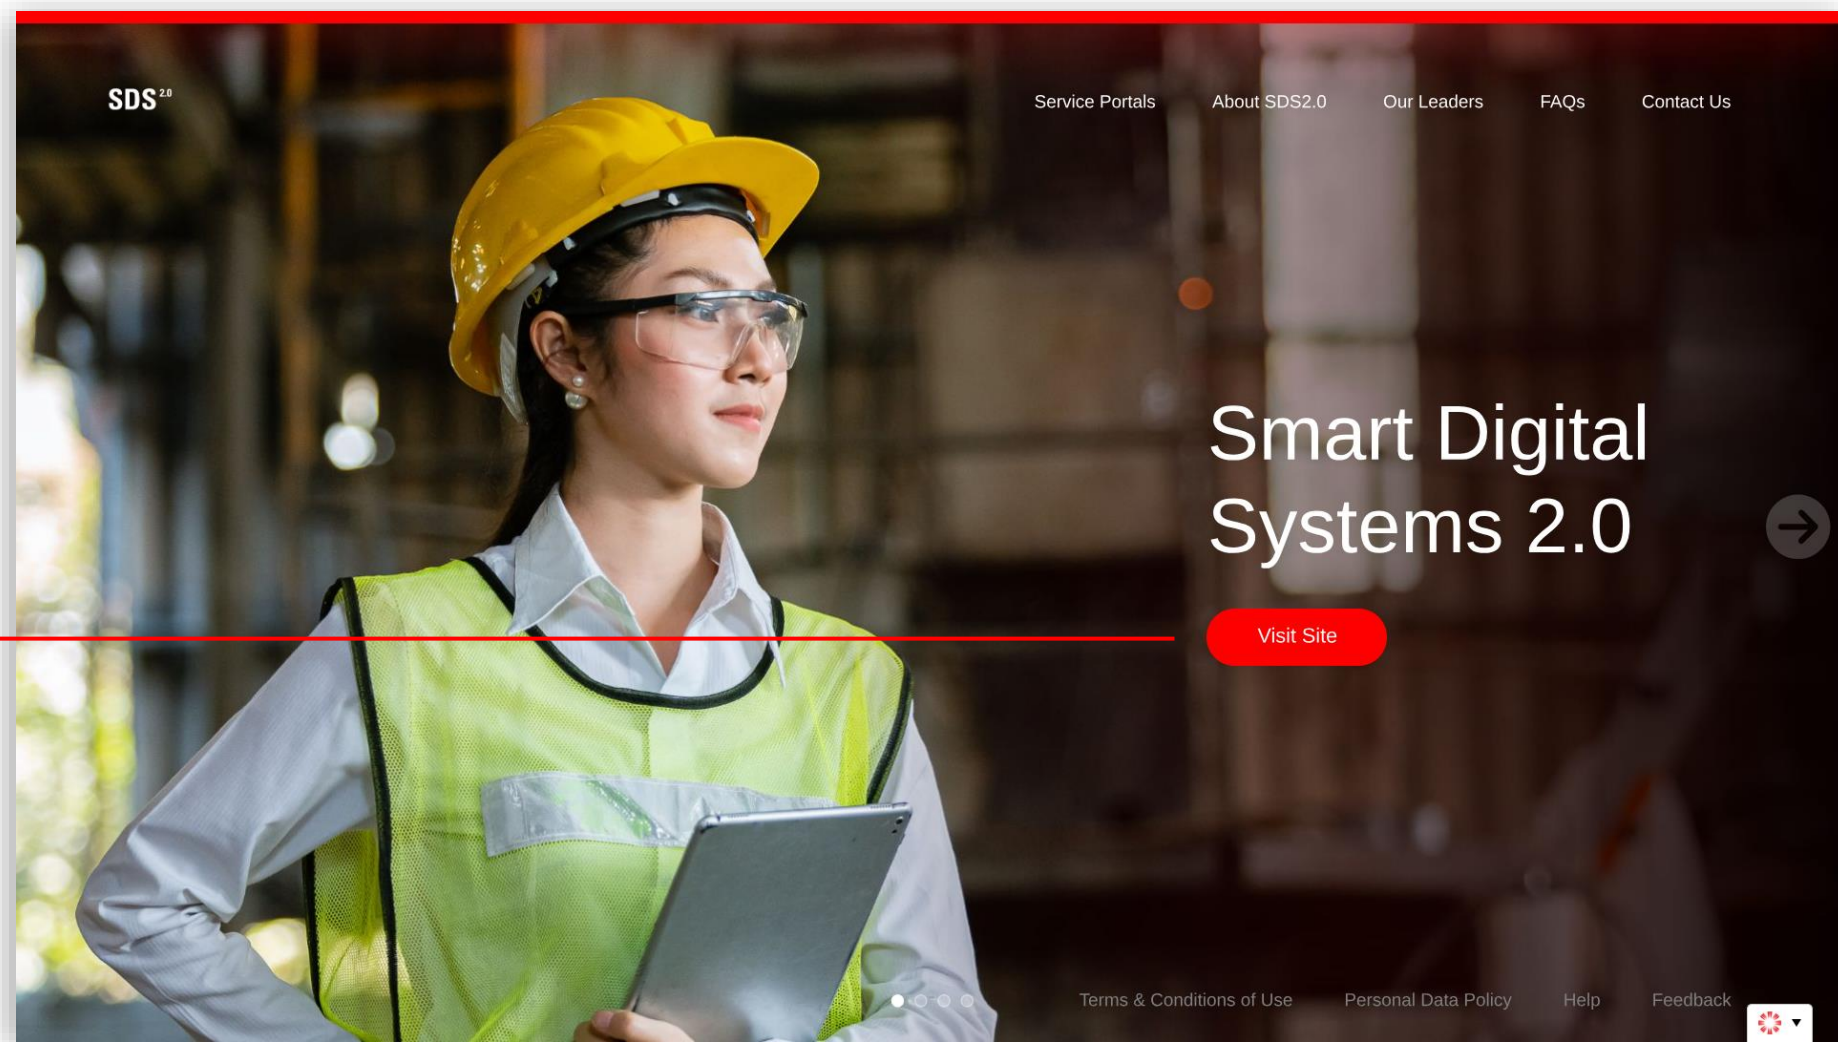 SDS 2.0
Service Portals About SDS2.0 Our Leaders FAQs Contact Us
Smart Digital
Systems 2.0
Visit Site
Terms & Conditions of Use Personal Data Policy Help Feedback